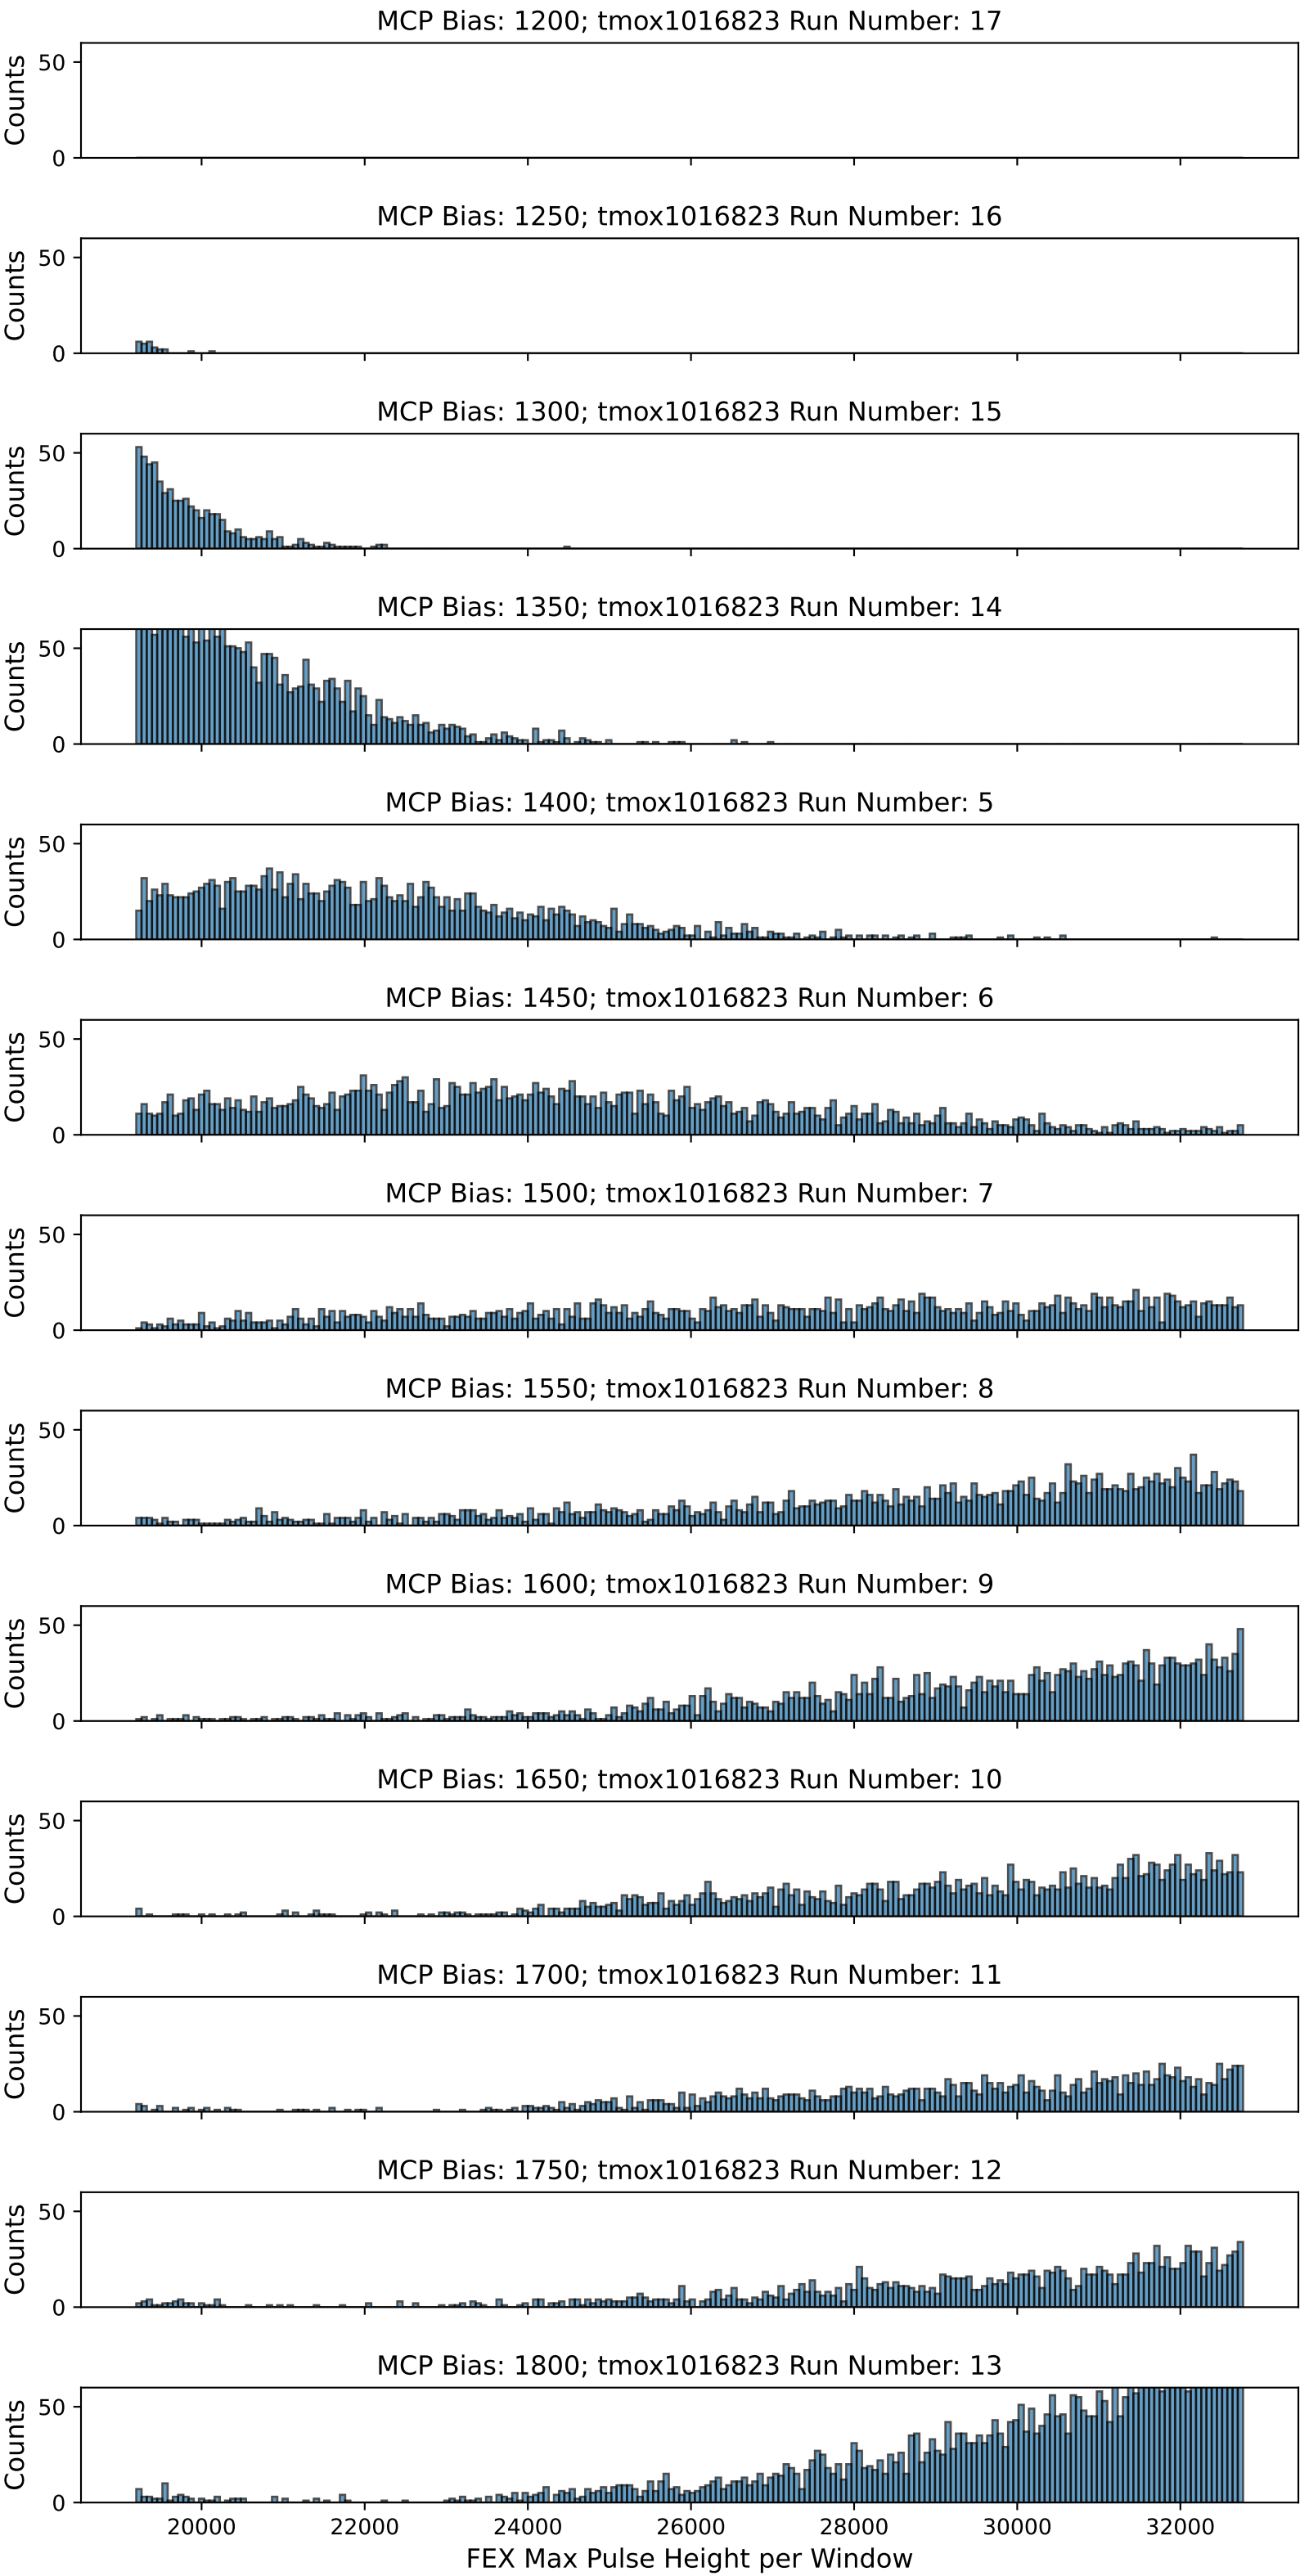 MCP Bias: 1200; tmox1016823 Run Number: 17
50
Counts
0
MCP Bias: 1250; tmox1016823 Run Number: 16
50
Counts
0
MCP Bias: 1300; tmox1016823 Run Number: 15
50
Counts
0
MCP Bias: 1350; tmox1016823 Run Number: 14
50
Counts
0
MCP Bias: 1400; tmox1016823 Run Number: 5
50
Counts
0
MCP Bias: 1450; tmox1016823 Run Number: 6
50
Counts
0
MCP Bias: 1500; tmox1016823 Run Number: 7
50
Counts
0
MCP Bias: 1550; tmox1016823 Run Number: 8
50
Counts
0
MCP Bias: 1600; tmox1016823 Run Number: 9
50
Counts
0
MCP Bias: 1650; tmox1016823 Run Number: 10
50
Counts
0
MCP Bias: 1700; tmox1016823 Run Number: 11
50
Counts
0
MCP Bias: 1750; tmox1016823 Run Number: 12
50
Counts
0
MCP Bias: 1800; tmox1016823 Run Number: 13
50
Counts
0
20000 22000 24000 26000 28000 30000 32000
FEX Max Pulse Height per Window